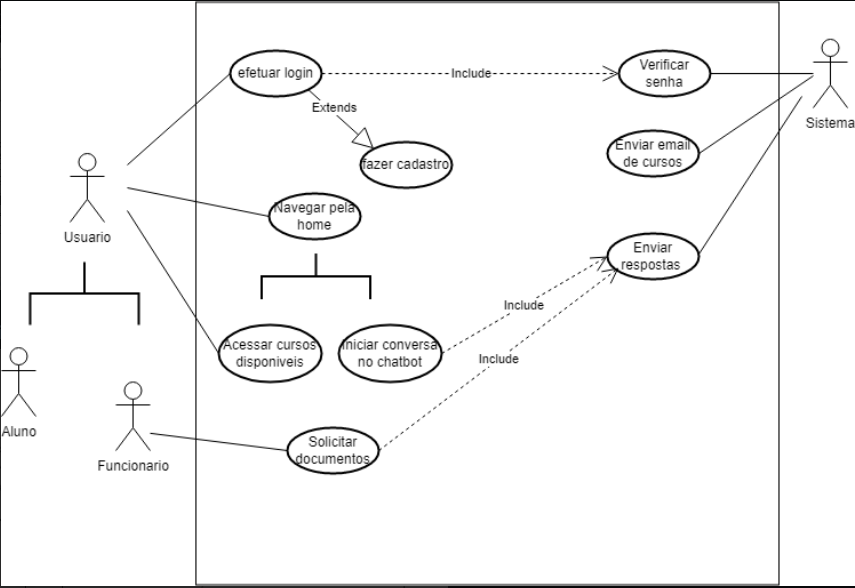 efetuar login
Include
Verificar
senha
Extends
fazer cadastro
Sistema
Enviar email
de cursos
Usuario
Navegar pela
home
Enviar
respostas
Include
Acessar cursos
disponiveis
Iniciar conversa
no chatbot
Include
Aluno
Funcionario
Solicitar
documentos